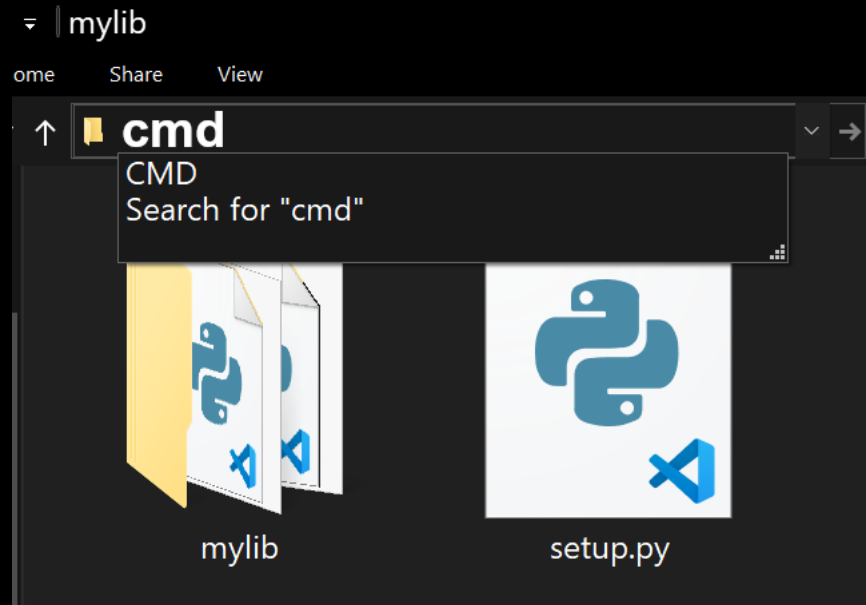 mylib
ome Share View
cmd
CMD
Search for "cmd"
mylib setup.py